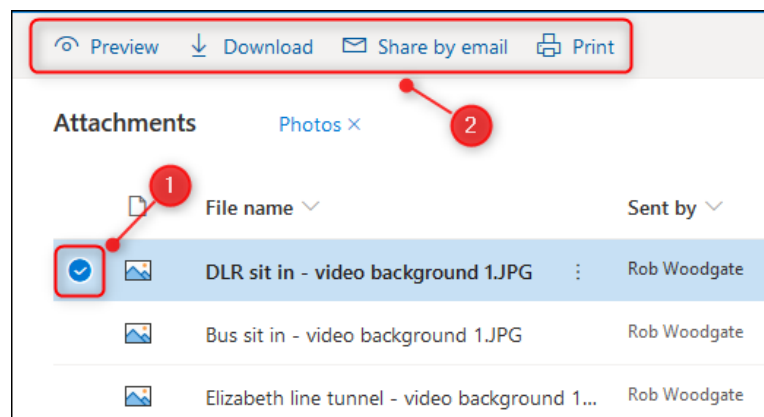 Preview Download Share by email Print
2
Attachments Photos ×
1
File name Sent by
DLR sit in - video background 1.JPG Rob Woodgate
Bus sit in - video background 1.JPG Rob Woodgate
Elizabeth line tunnel - video background 1... Rob Woodgate